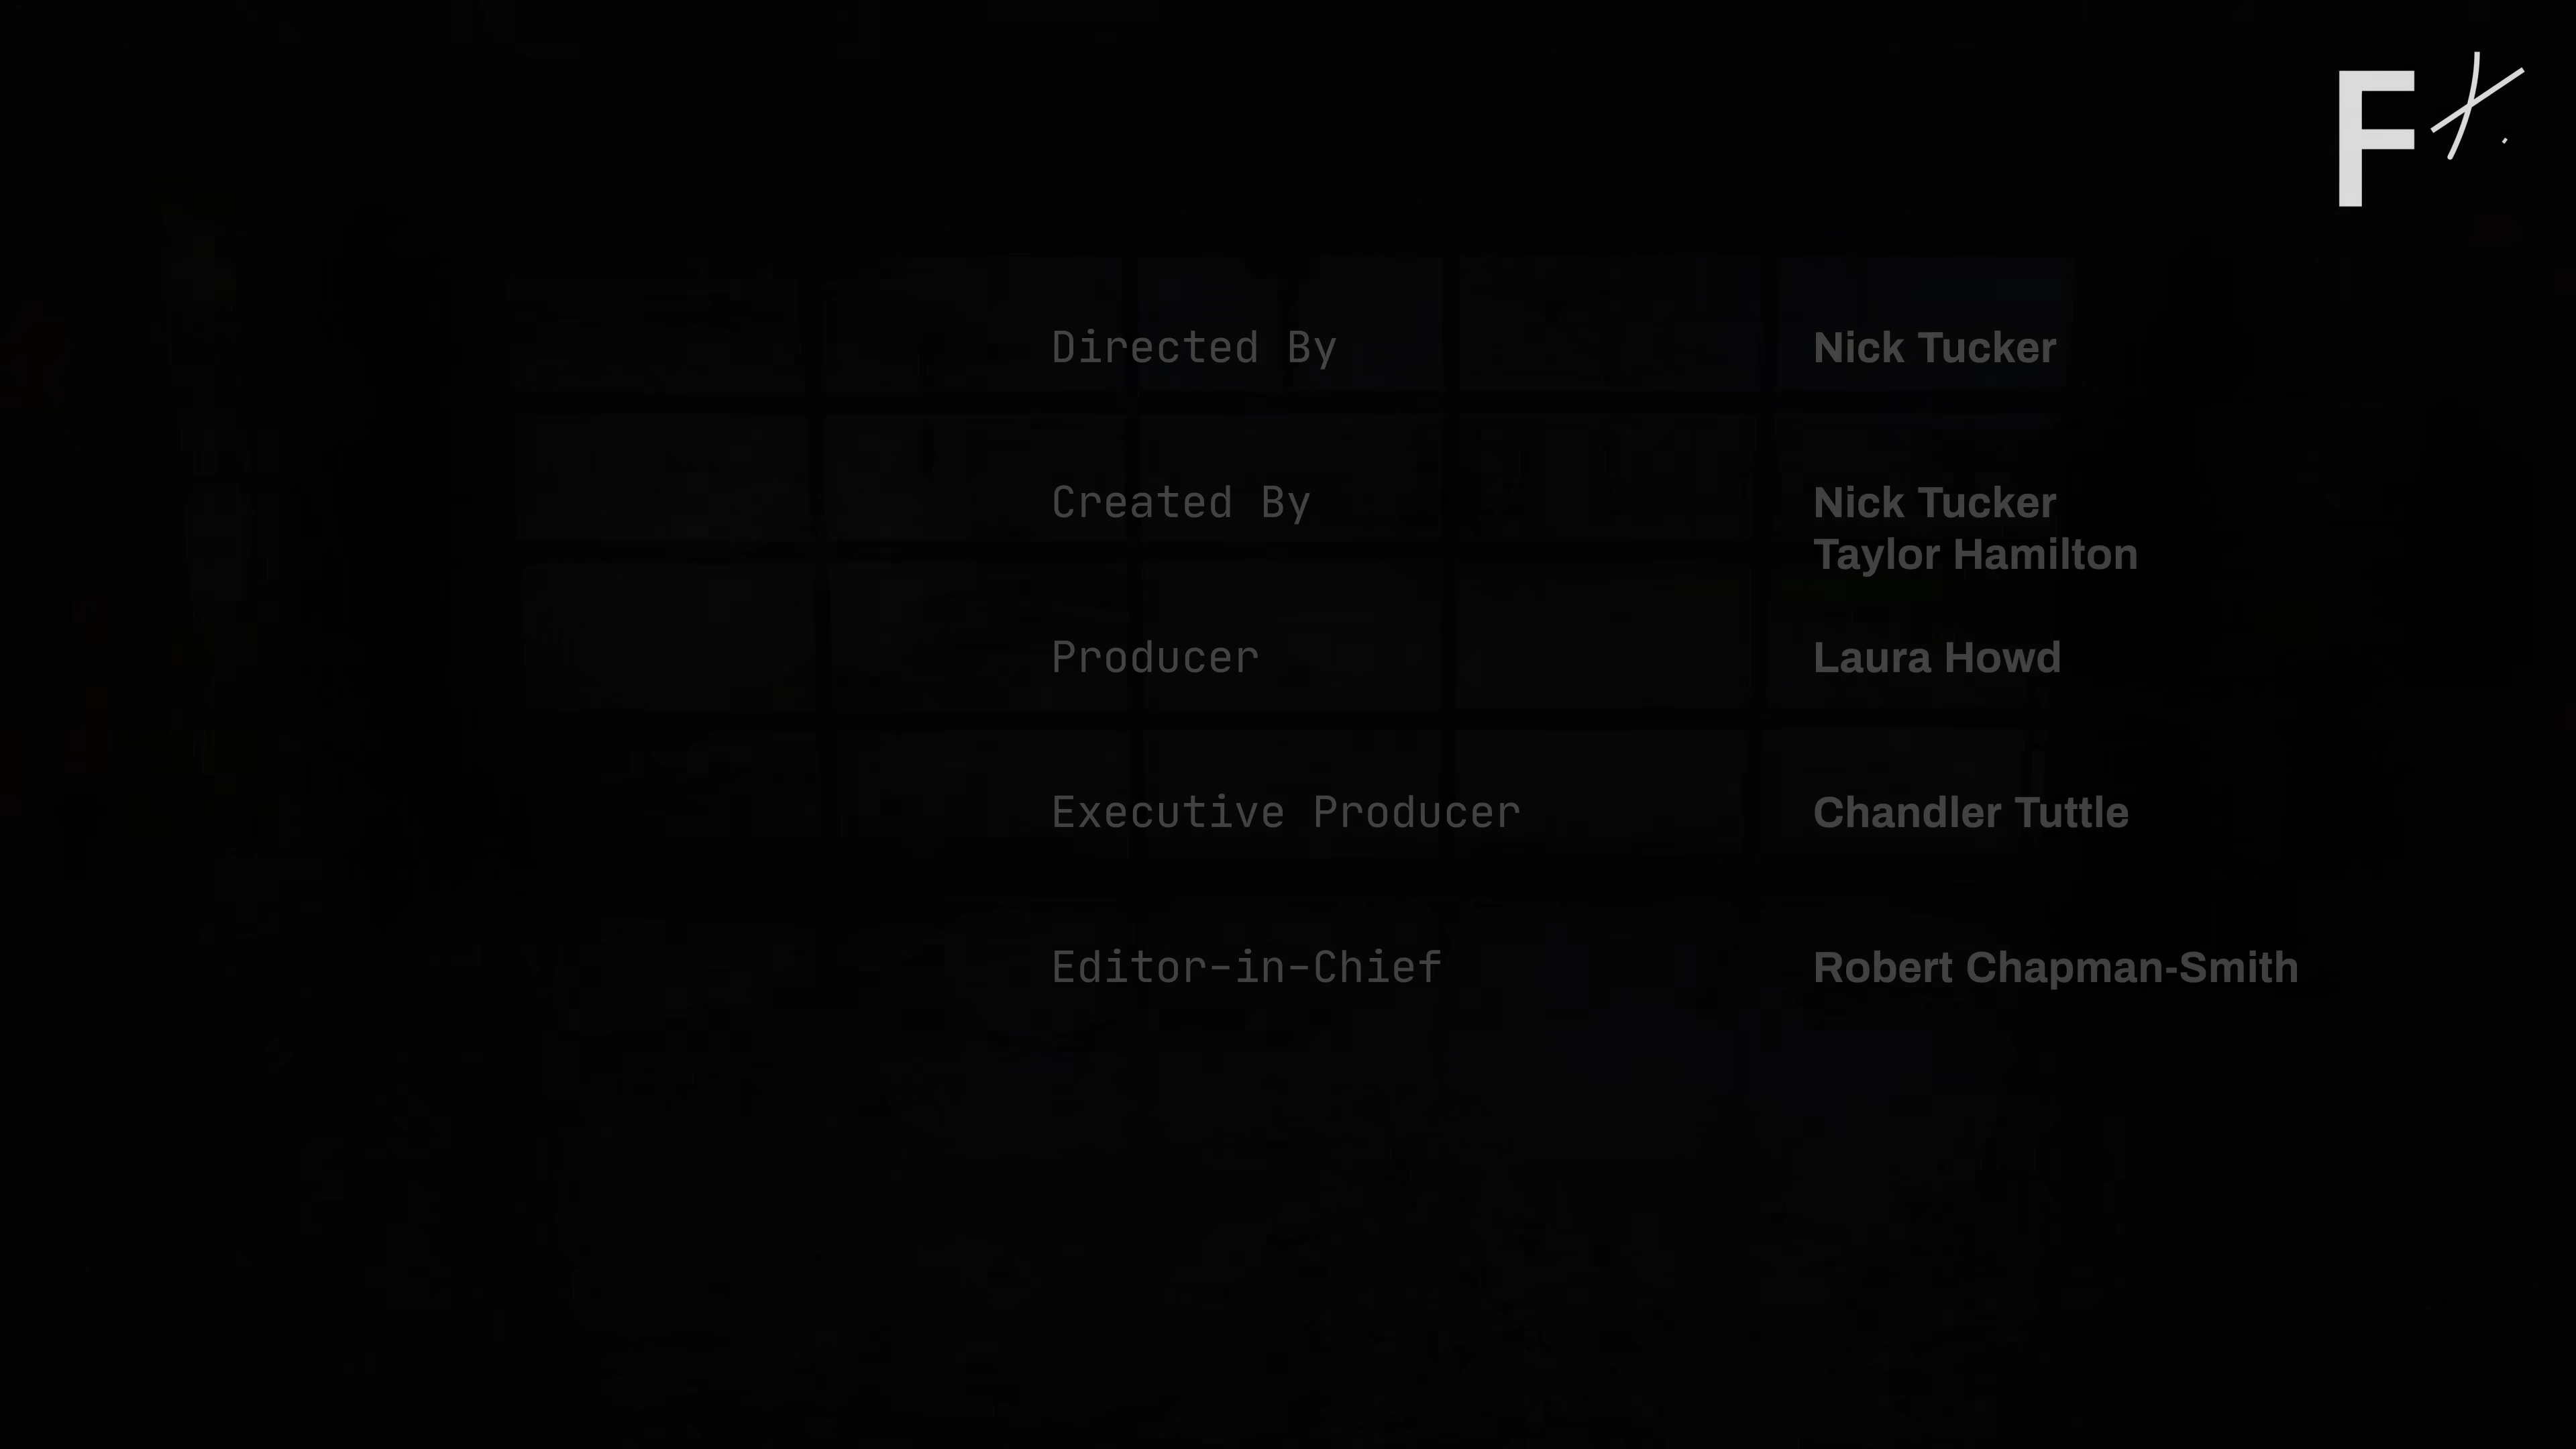 F
Directed By Nick Tucker
Created By Nick Tucker
Taylor Hamilton
Producer Laura Howd
Executive Producer Chandler Tuttle
Editor-in-Chief Robert Chapman-Smith